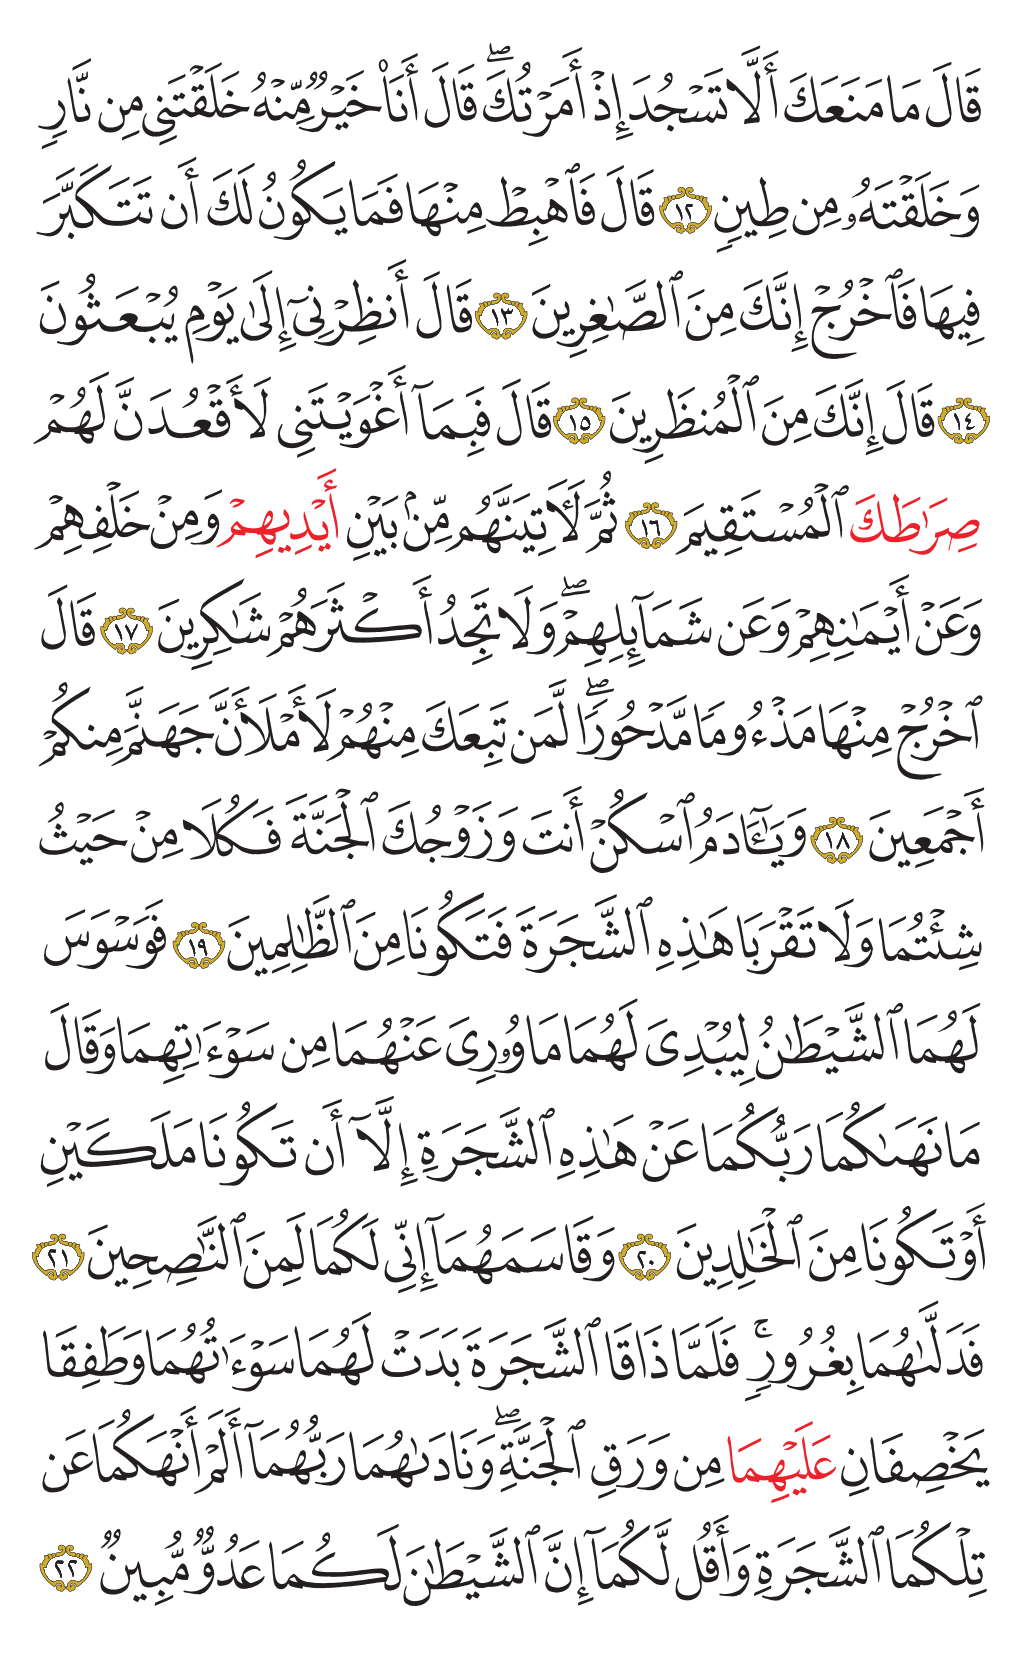 قَالَ مَا مَنَعَكَ أَلَّا تَسْجُدَ إِذْ أَمَرْتُكَ ۖ قَالَ أَنَا۠ خَيْرٌ مِّنْهُ خَلَقْتَنِي مِن نَّارٍ
وَخَلَقْتَهُۥ مِن طِينٍ ١٢ قَالَ فَٱهْبِطْ مِنْهَا فَمَا يَكُونُ لَكَ أَن تَتَكَبَّرَ
فِيهَا فَٱخْرُجْ إِنَّكَ مِنَ ٱلصَّٰغِرِينَ ١٣ قَالَ أَنظِرْنِىٓ إِلَىٰ يَوْمِ يُبْعَثُونَ
١٤ قَالَ إِنَّكَ مِنَ ٱلْمُنظَرِينَ ١٥ قَالَ فَبِمَآ أَغْوَيْتَنِى لَأَقْعُدَنَّ لَهُمْ
صِرَٰطَكَ ٱلْمُسْتَقِيمَ ١٦ ثُمَّ لَأٓتِيَنَّهُم مِّنۢ بَيْنِ أَيْدِيهِمْ وَمِنْ خَلْفِهِمْ
وَعَنْ أَيْمَٰنِهِمْ وَعَن شَمَآئِلِهِمْ ۖ وَلَا تَجِدُ أَكْثَرَهُمْ شَٰكِرِينَ ١٧ قَالَ
ٱخْرُجْ مِنْهَا مَذْءُومًا مَّدْحُورًا ۖ لَّمَن تَبِعَكَ مِنْهُمْ لَأَمْلَأَنَّ جَهَنَّمَ مِنكُمْ
أَجْمَعِينَ ١٨ وَيَٰٓـَٔادَمُ ٱسْكُنْ أَنتَ وَزَوْجُكَ ٱلْجَنَّةَ فَكُلَا مِنْ حَيْثُ
شِئْتُمَا وَلَا تَقْرَبَا هَٰذِهِ ٱلشَّجَرَةَ فَتَكُونَا مِنَ ٱلظَّٰلِمِينَ ١٩ فَوَسْوَسَ
لَهُمَا ٱلشَّيْطَٰنُ لِيُبْدِىَ لَهُمَا مَا وُۥرِىَ عَنْهُمَا مِن سَوْءَٰتِهِمَا وَقَالَ
مَا نَهَىٰكُمَا رَبُّكُمَا عَنْ هَٰذِهِ ٱلشَّجَرَةِ إِلَّآ أَن تَكُونَا مَلَكَيْنِ
أَوْ تَكُونَا مِنَ ٱلْخَٰلِدِينَ ٢٠ وَقَاسَمَهُمَآ إِنِّى لَكُمَا لَمِنَ ٱلنَّٰصِحِينَ ٢١
فَدَلَّىٰهُمَا بِغُرُورٍ ۚ فَلَمَّا ذَاقَا ٱلشَّجَرَةَ بَدَتْ لَهُمَا سَوْءَٰتُهُمَا وَطَفِقَا
يَخْصِفَانِ عَلَيْهِمَا مِن وَرَقِ ٱلْجَنَّةِ ۖ وَنَادَىٰهُمَا رَبُّهُمَآ أَلَمْ أَنْهَكُمَا عَن
تِلْكُمَا ٱلشَّجَرَةِ وَأَقُل لَّكُمَآ إِنَّ ٱلشَّيْطَٰنَ لَكُمَا عَدُوٌّ مُّبِينٌ ٢٢